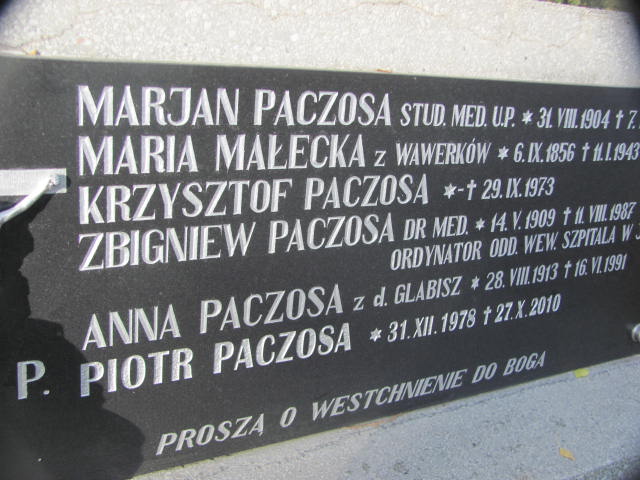 MARJAN PACZOSA STUD. MED. U.P. * 31. VIII. 1904 † 7.
MARIA MAŁECKA z WAWERKÓW * 6. IX. 1856 † 11. I. 1943
KRZYSZTOF PACZOSA *-† 29. IX. 1973
ZBIGNIEW PACZOSA DR MED. * 14. V. 1909 † 11. VIII. 1987
ORDYNATOR ODD. WEW. SZPITALA W
ANNA PACZOSA z d. GLABISZ * 28. VIII. 1913 † 16. VI. 1991
P. PIOTR PACZOSA * 31. XII. 1978 † 27. X. 2010
PROSZĄ O WESTCHNIENIE DO BOGA